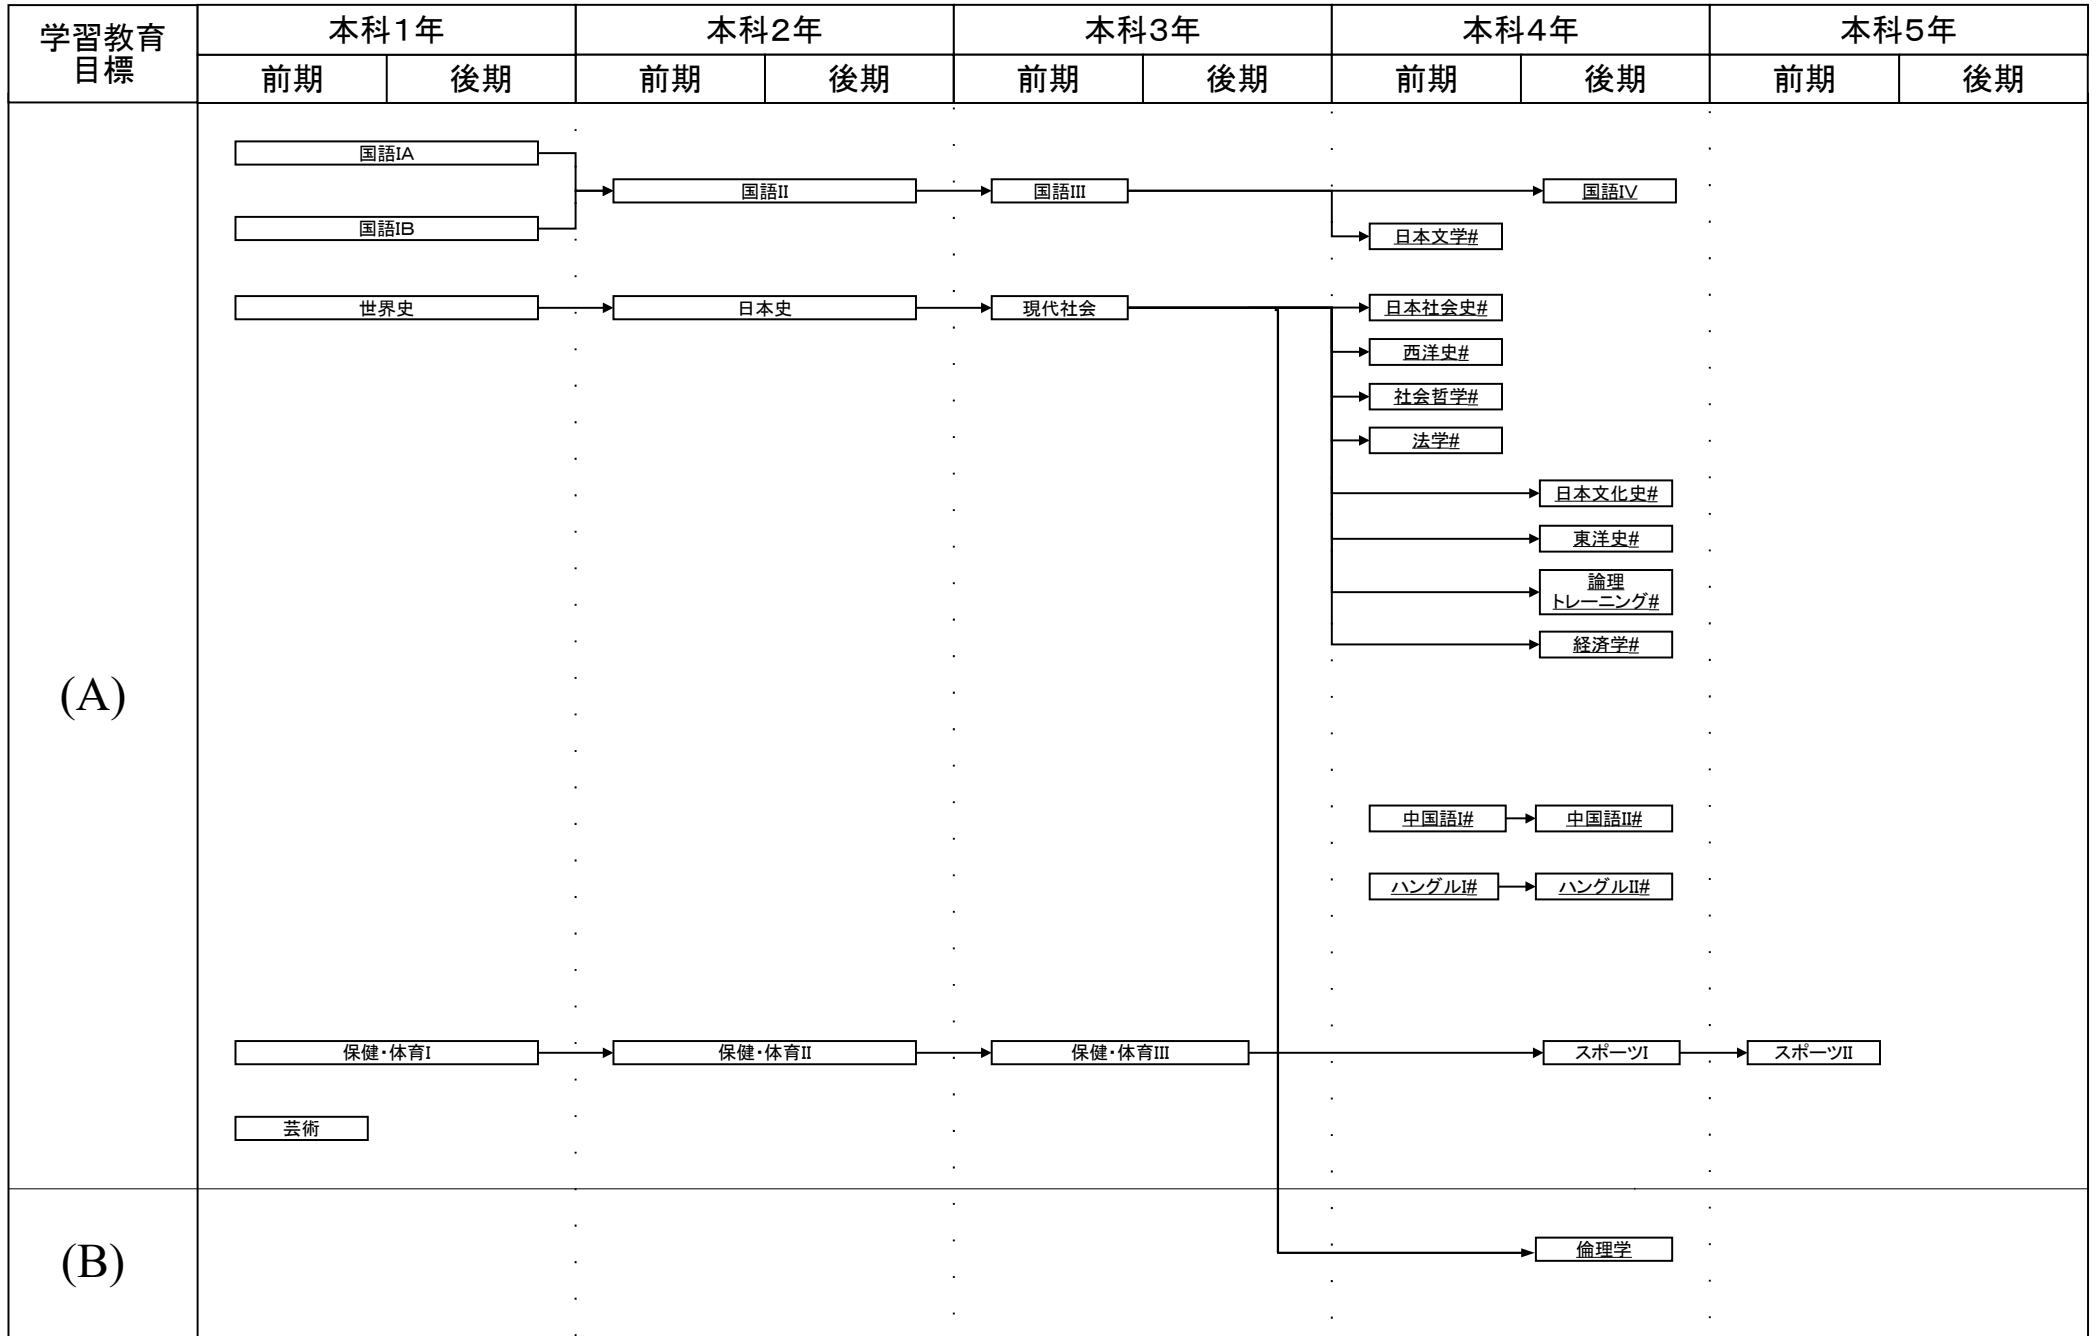 学習教育
目標
本科1年
本科2年
本科3年
本科4年
本科5年
前期
後期
前期
後期
前期
後期
前期
後期
前期
後期
(A)
国語IA
国語IB
国語II
国語III
国語IV
日本文学#
世界史
日本史
現代社会
日本社会史#
西洋史#
社会哲学#
法学#
日本文化史#
東洋史#
論理
トレーニング#
経済学#
中国語I#
中国語II#
ハングルI#
ハングルII#
保健・体育I
保健・体育II
保健・体育III
スポーツI
スポーツII
芸術
(B)
倫理学